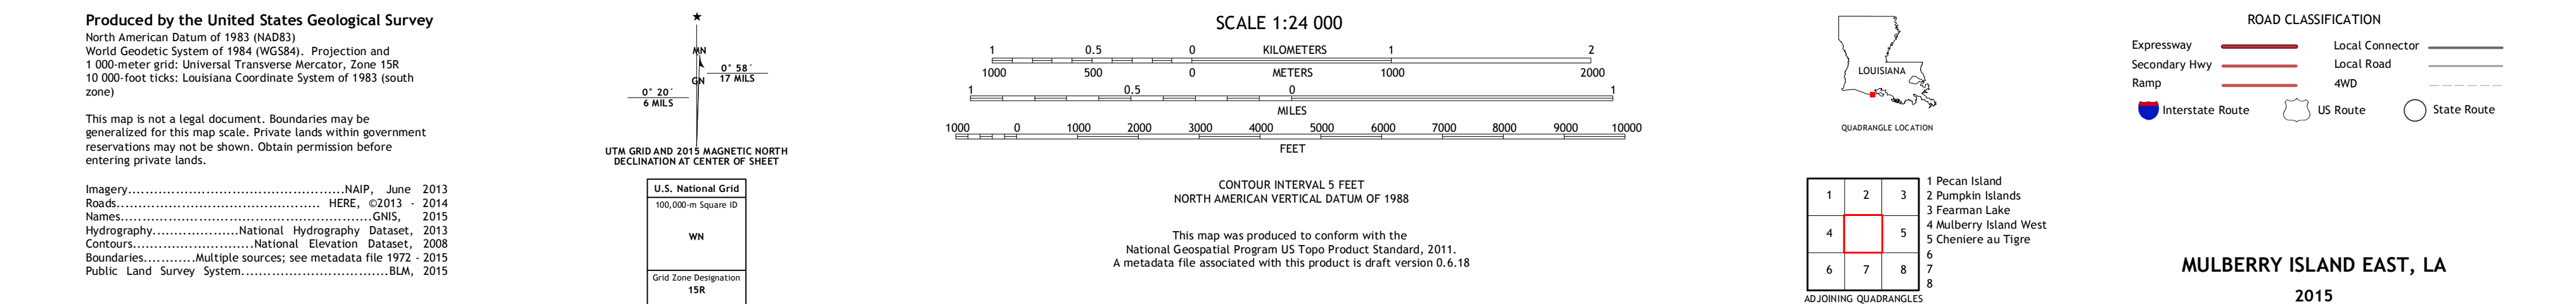 Produced by the United States Geological Survey
North American Datum of 1983 (NAD83)
World Geodetic System of 1984 (WGS84). Projection and
1 000-meter grid: Universal Transverse Mercator, Zone 15R
10 000-foot ticks: Louisiana Coordinate System of 1983 (south
zone)
This map is not a legal document. Boundaries may be
generalized for this map scale. Private lands within government
reservations may not be shown. Obtain permission before
entering private lands.
Imagery..................................................NAIP, June 2013
Roads............................................ HERE, ©2013 - 2014
Names..........................................................GNIS, 2015
Hydrography....................National Hydrography Dataset, 2013
Contours............................National Elevation Dataset, 2008
Boundaries............Multiple sources; see metadata file 1972 - 2015
Public Land Survey System..................................BLM, 2015
★
MN
GN
0° 58´
17 MILS
0° 20´
6 MILS
UTM GRID AND 2015 MAGNETIC NORTH
DECLINATION AT CENTER OF SHEET
U.S. National Grid
100,000-m Square ID
WN
Grid Zone Designation
15R
SCALE 1:24 000
1 0.5 0 KILOMETERS 1 2
1000 500 0 METERS 1000 2000
1 0.5 0 1
MILES
1000 0 1000 2000 3000 4000 5000 6000 7000 8000 9000 10000
FEET
CONTOUR INTERVAL 5 FEET
NORTH AMERICAN VERTICAL DATUM OF 1988
This map was produced to conform with the
National Geospatial Program US Topo Product Standard, 2011.
A metadata file associated with this product is draft version 0.6.18
LOUISIANA
QUADRANGLE LOCATION
1 2 3
4 5
6 7 8
ADJOINING QUADRANGLES
1 Pecan Island
2 Pumpkin Islands
3 Fearman Lake
4 Mulberry Island West
5 Cheniere au Tigre
6
7
8
ROAD CLASSIFICATION
Expressway Local Connector
Secondary Hwy Local Road
Ramp 4WD
Interstate Route US Route State Route
MULBERRY ISLAND EAST, LA
2015